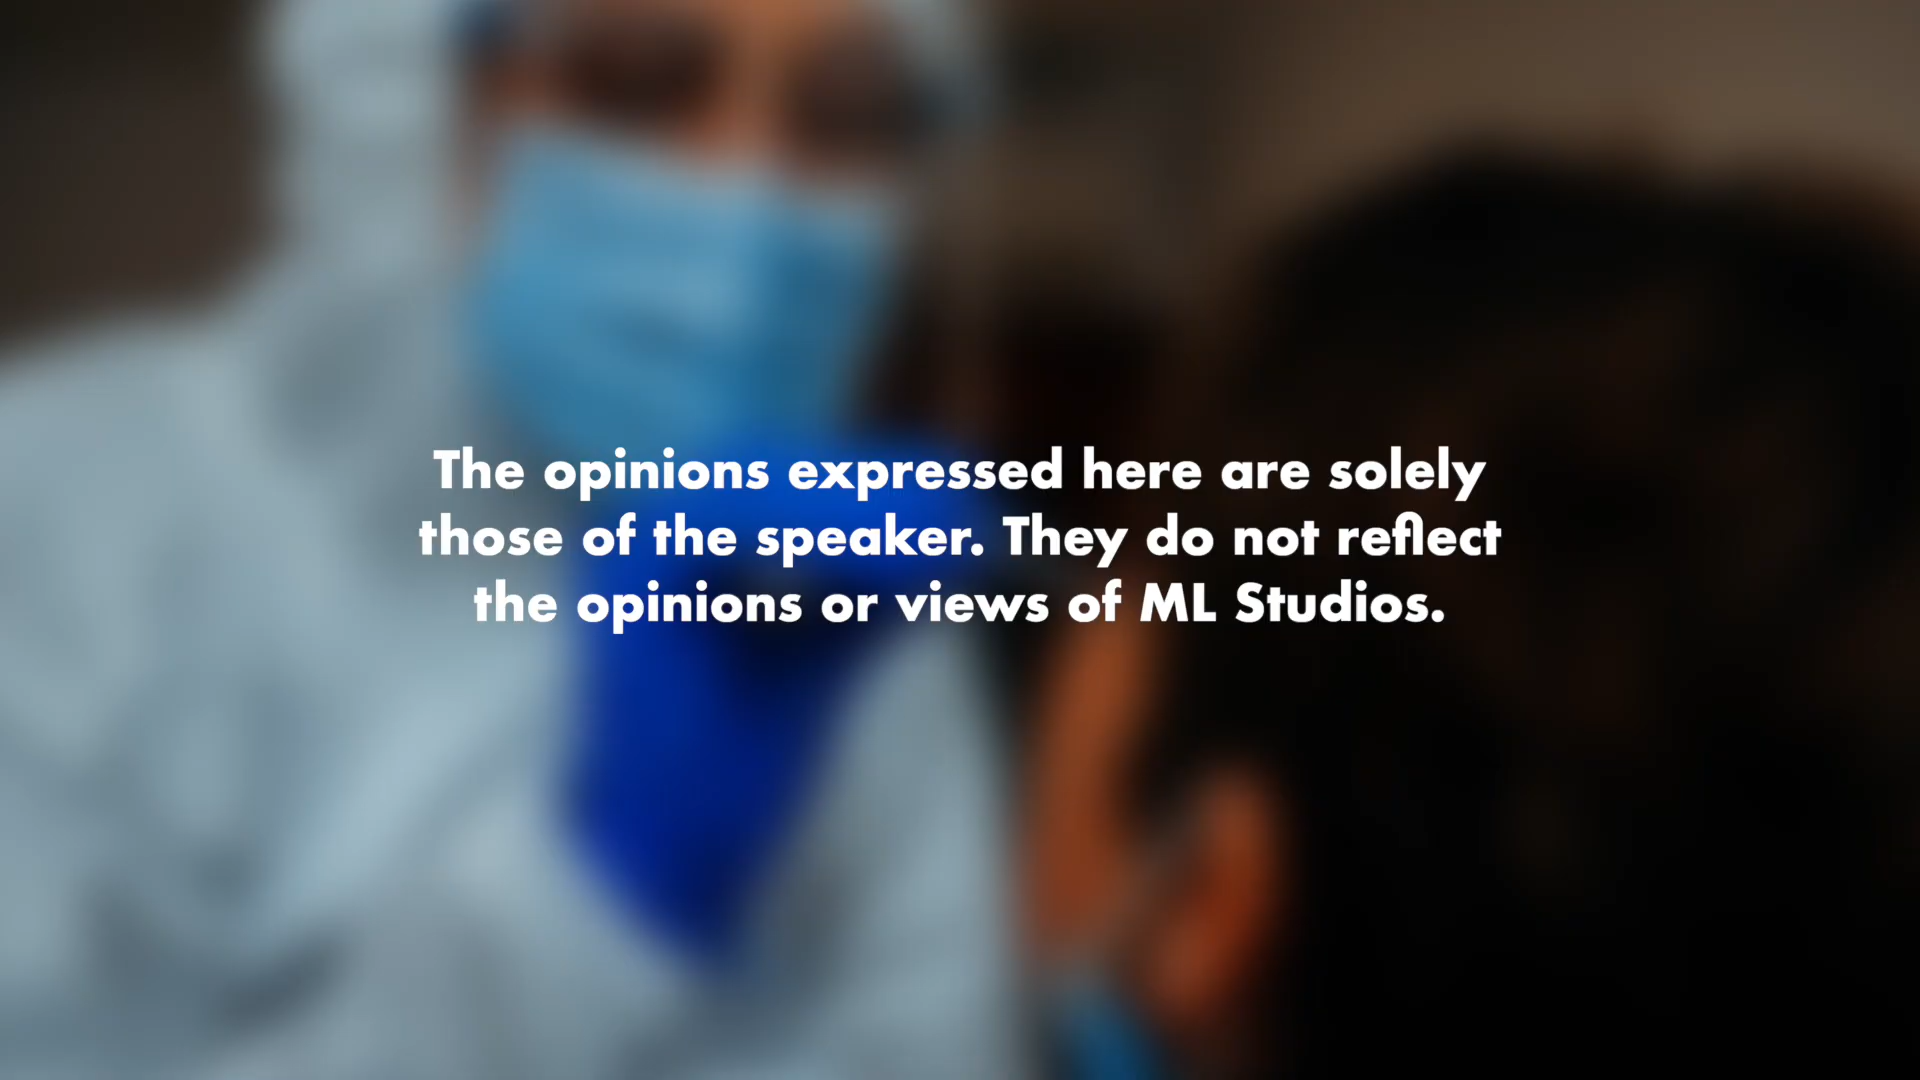 The opinions expressed here are solely
those of the speaker. They do not reflect
the opinions or views of ML Studios.